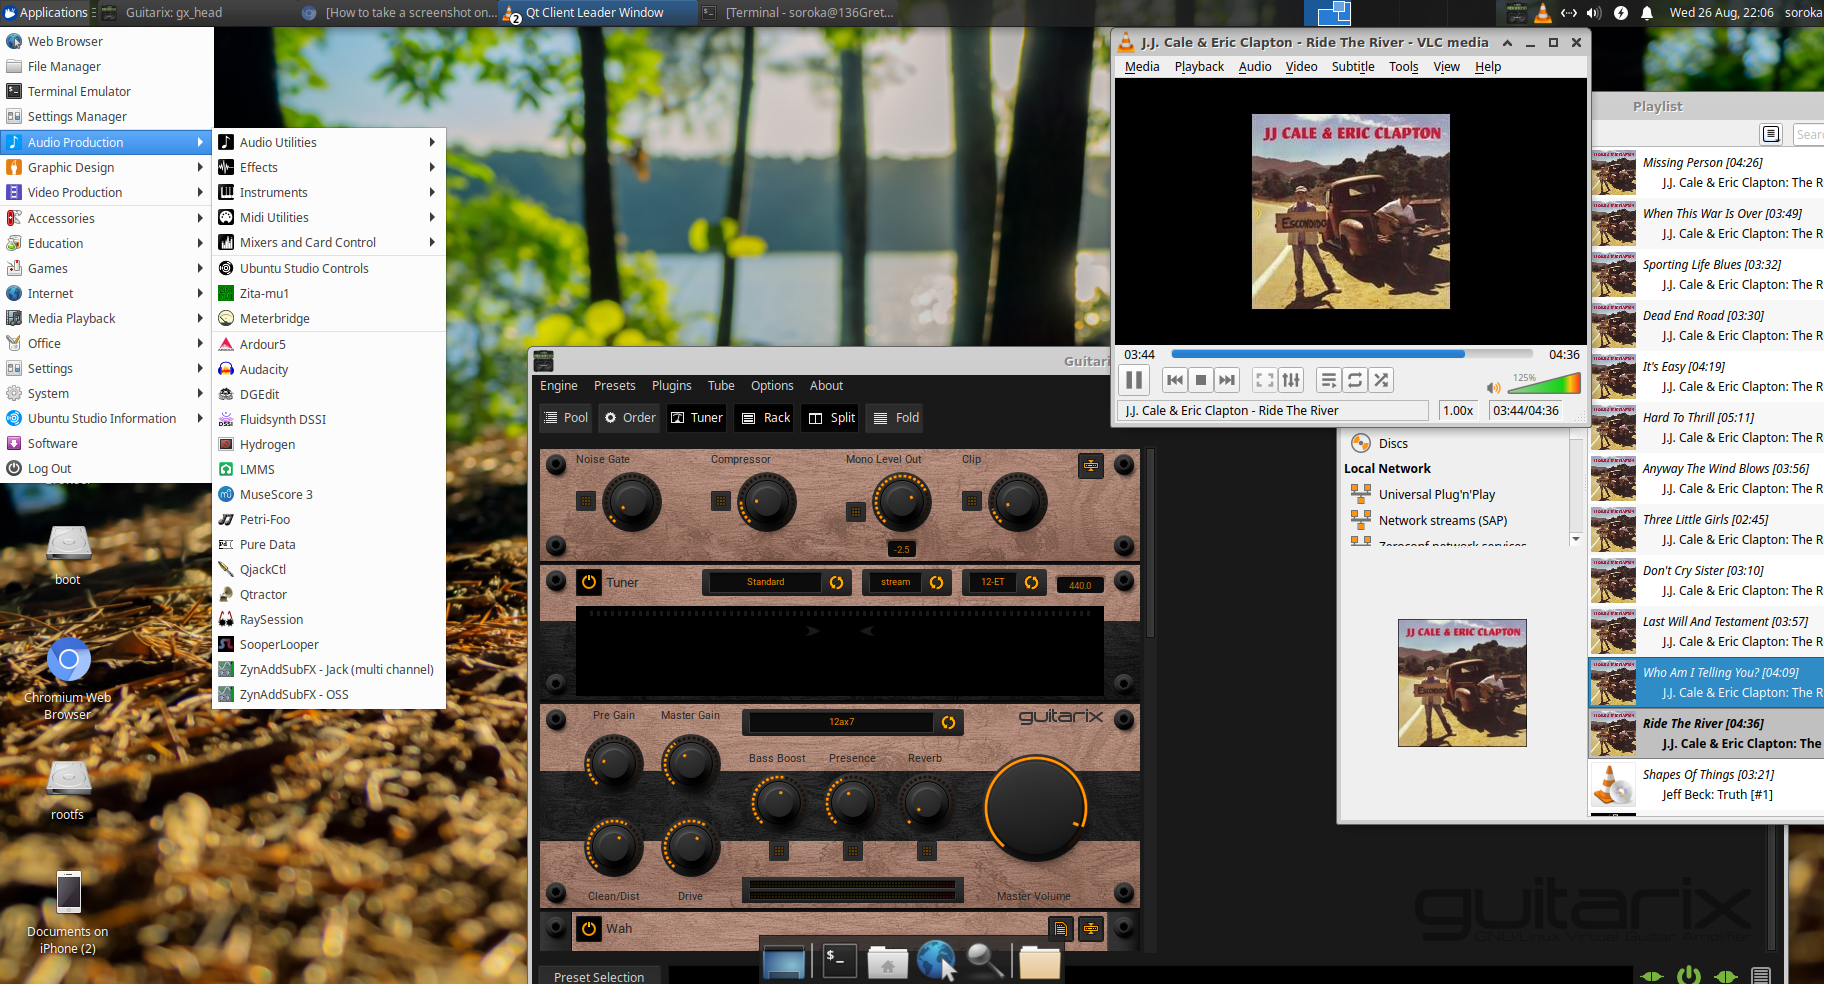 Applications
Guitarix: gx_head
[How to take a screenshot on...
2
Qt Client Leader Window
[Terminal - soroka@136Gret...
Wed 26 Aug, 22:06
soroka
Web Browser
File Manager
Terminal Emulator
Settings Manager
Audio Production
Graphic Design
Video Production
Accessories
Education
Games
Internet
Media Playback
Office
Settings
System
Ubuntu Studio Information
Software
Log Out
Audio Utilities
Effects
Instruments
Midi Utilities
Mixers and Card Control
Ubuntu Studio Controls
Zita-mu1
Meterbridge
Ardour5
Audacity
DGEdit
Fluidsynth DSSI
Hydrogen
LMMS
MuseScore 3
Petri-Foo
Pure Data
QjackCtl
Qtractor
RaySession
SooperLooper
ZynAddSubFX - Jack (multi channel)
ZynAddSubFX - OSS
boot
Chromium Web
Browser
rootfs
Documents on
iPhone (2)
Guitari
Engine Presets Plugins Tube Options About
Pool Order Tuner Rack Split Fold
Noise Gate Compressor Mono Level Out Clip
-2.5
Tuner Standard stream 12-ET 440.0
Pre Gain Master Gain 12ax7 guitarix
Bass Boost Presence Reverb
Clean/Dist Drive Master Volume
Wah
Preset Selection
guitarix
GNU/Linux Virtual Guitar Amplifier
J.J. Cale & Eric Clapton - Ride The River - VLC media
Media Playback Audio Video Subtitle Tools View Help
JJ CALE & ERIC CLAPTON
ESCONDIDO
03:44 04:36
125%
J.J. Cale & Eric Clapton - Ride The River 1.00x 03:44/04:36
Discs
Local Network
Universal Plug'n'Play
Network streams (SAP)
Zeroconf network services
JJ CALE & ERIC CLAPTON
ESCONDIDO
Playlist
Sear
Missing Person [04:26]
J.J. Cale & Eric Clapton: The R
When This War Is Over [03:49]
J.J. Cale & Eric Clapton: The R
Sporting Life Blues [03:32]
J.J. Cale & Eric Clapton: The R
Dead End Road [03:30]
J.J. Cale & Eric Clapton: The R
It's Easy [04:19]
J.J. Cale & Eric Clapton: The R
Hard To Thrill [05:11]
J.J. Cale & Eric Clapton: The R
Anyway The Wind Blows [03:56]
J.J. Cale & Eric Clapton: The R
Three Little Girls [02:45]
J.J. Cale & Eric Clapton: The R
Don't Cry Sister [03:10]
J.J. Cale & Eric Clapton: The R
Last Will And Testament [03:57]
J.J. Cale & Eric Clapton: The R
Who Am I Telling You? [04:09]
J.J. Cale & Eric Clapton: The R
Ride The River [04:36]
J.J. Cale & Eric Clapton: The
Shapes Of Things [03:21]
Jeff Beck: Truth [#1]